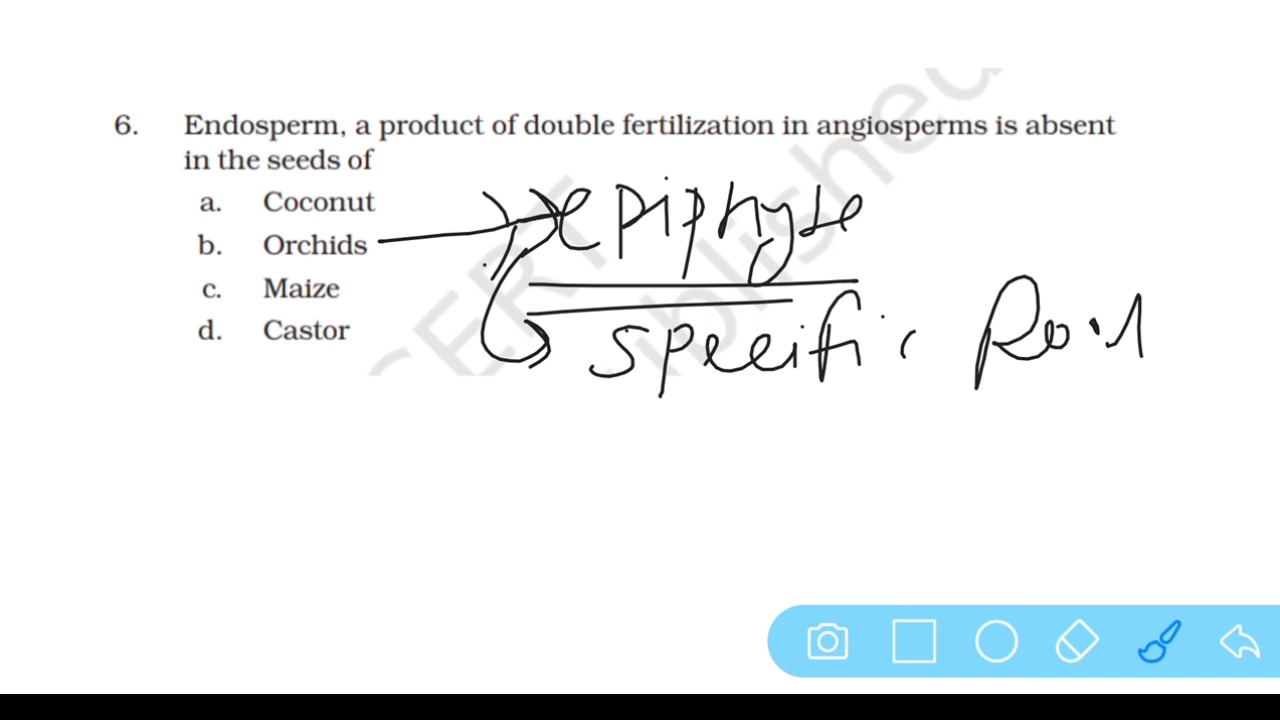 6. Endosperm, a product of double fertilization in angiosperms is absent
in the seeds of
a. Coconut
b. Orchids
c. Maize
d. Castor
epiphyte
specific